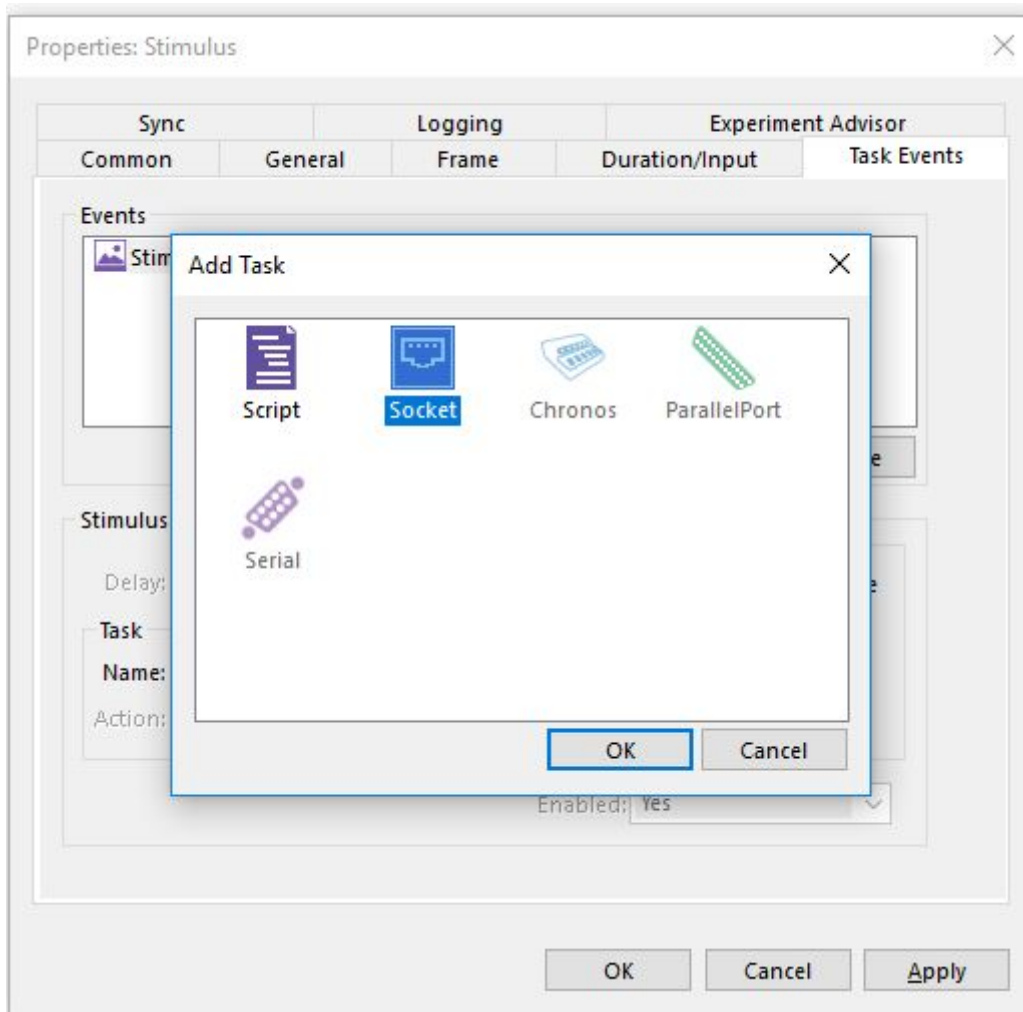 Properties: Stimulus
Sync Logging Experiment Advisor
Common General Frame Duration/Input Task Events
Events
Stim
Add Task
Script Socket Chronos ParallelPort
e
Serial
Stimulus
Delay:
e
Task
Name:
Action:
OK Cancel
Enabled: Yes
OK Cancel Apply